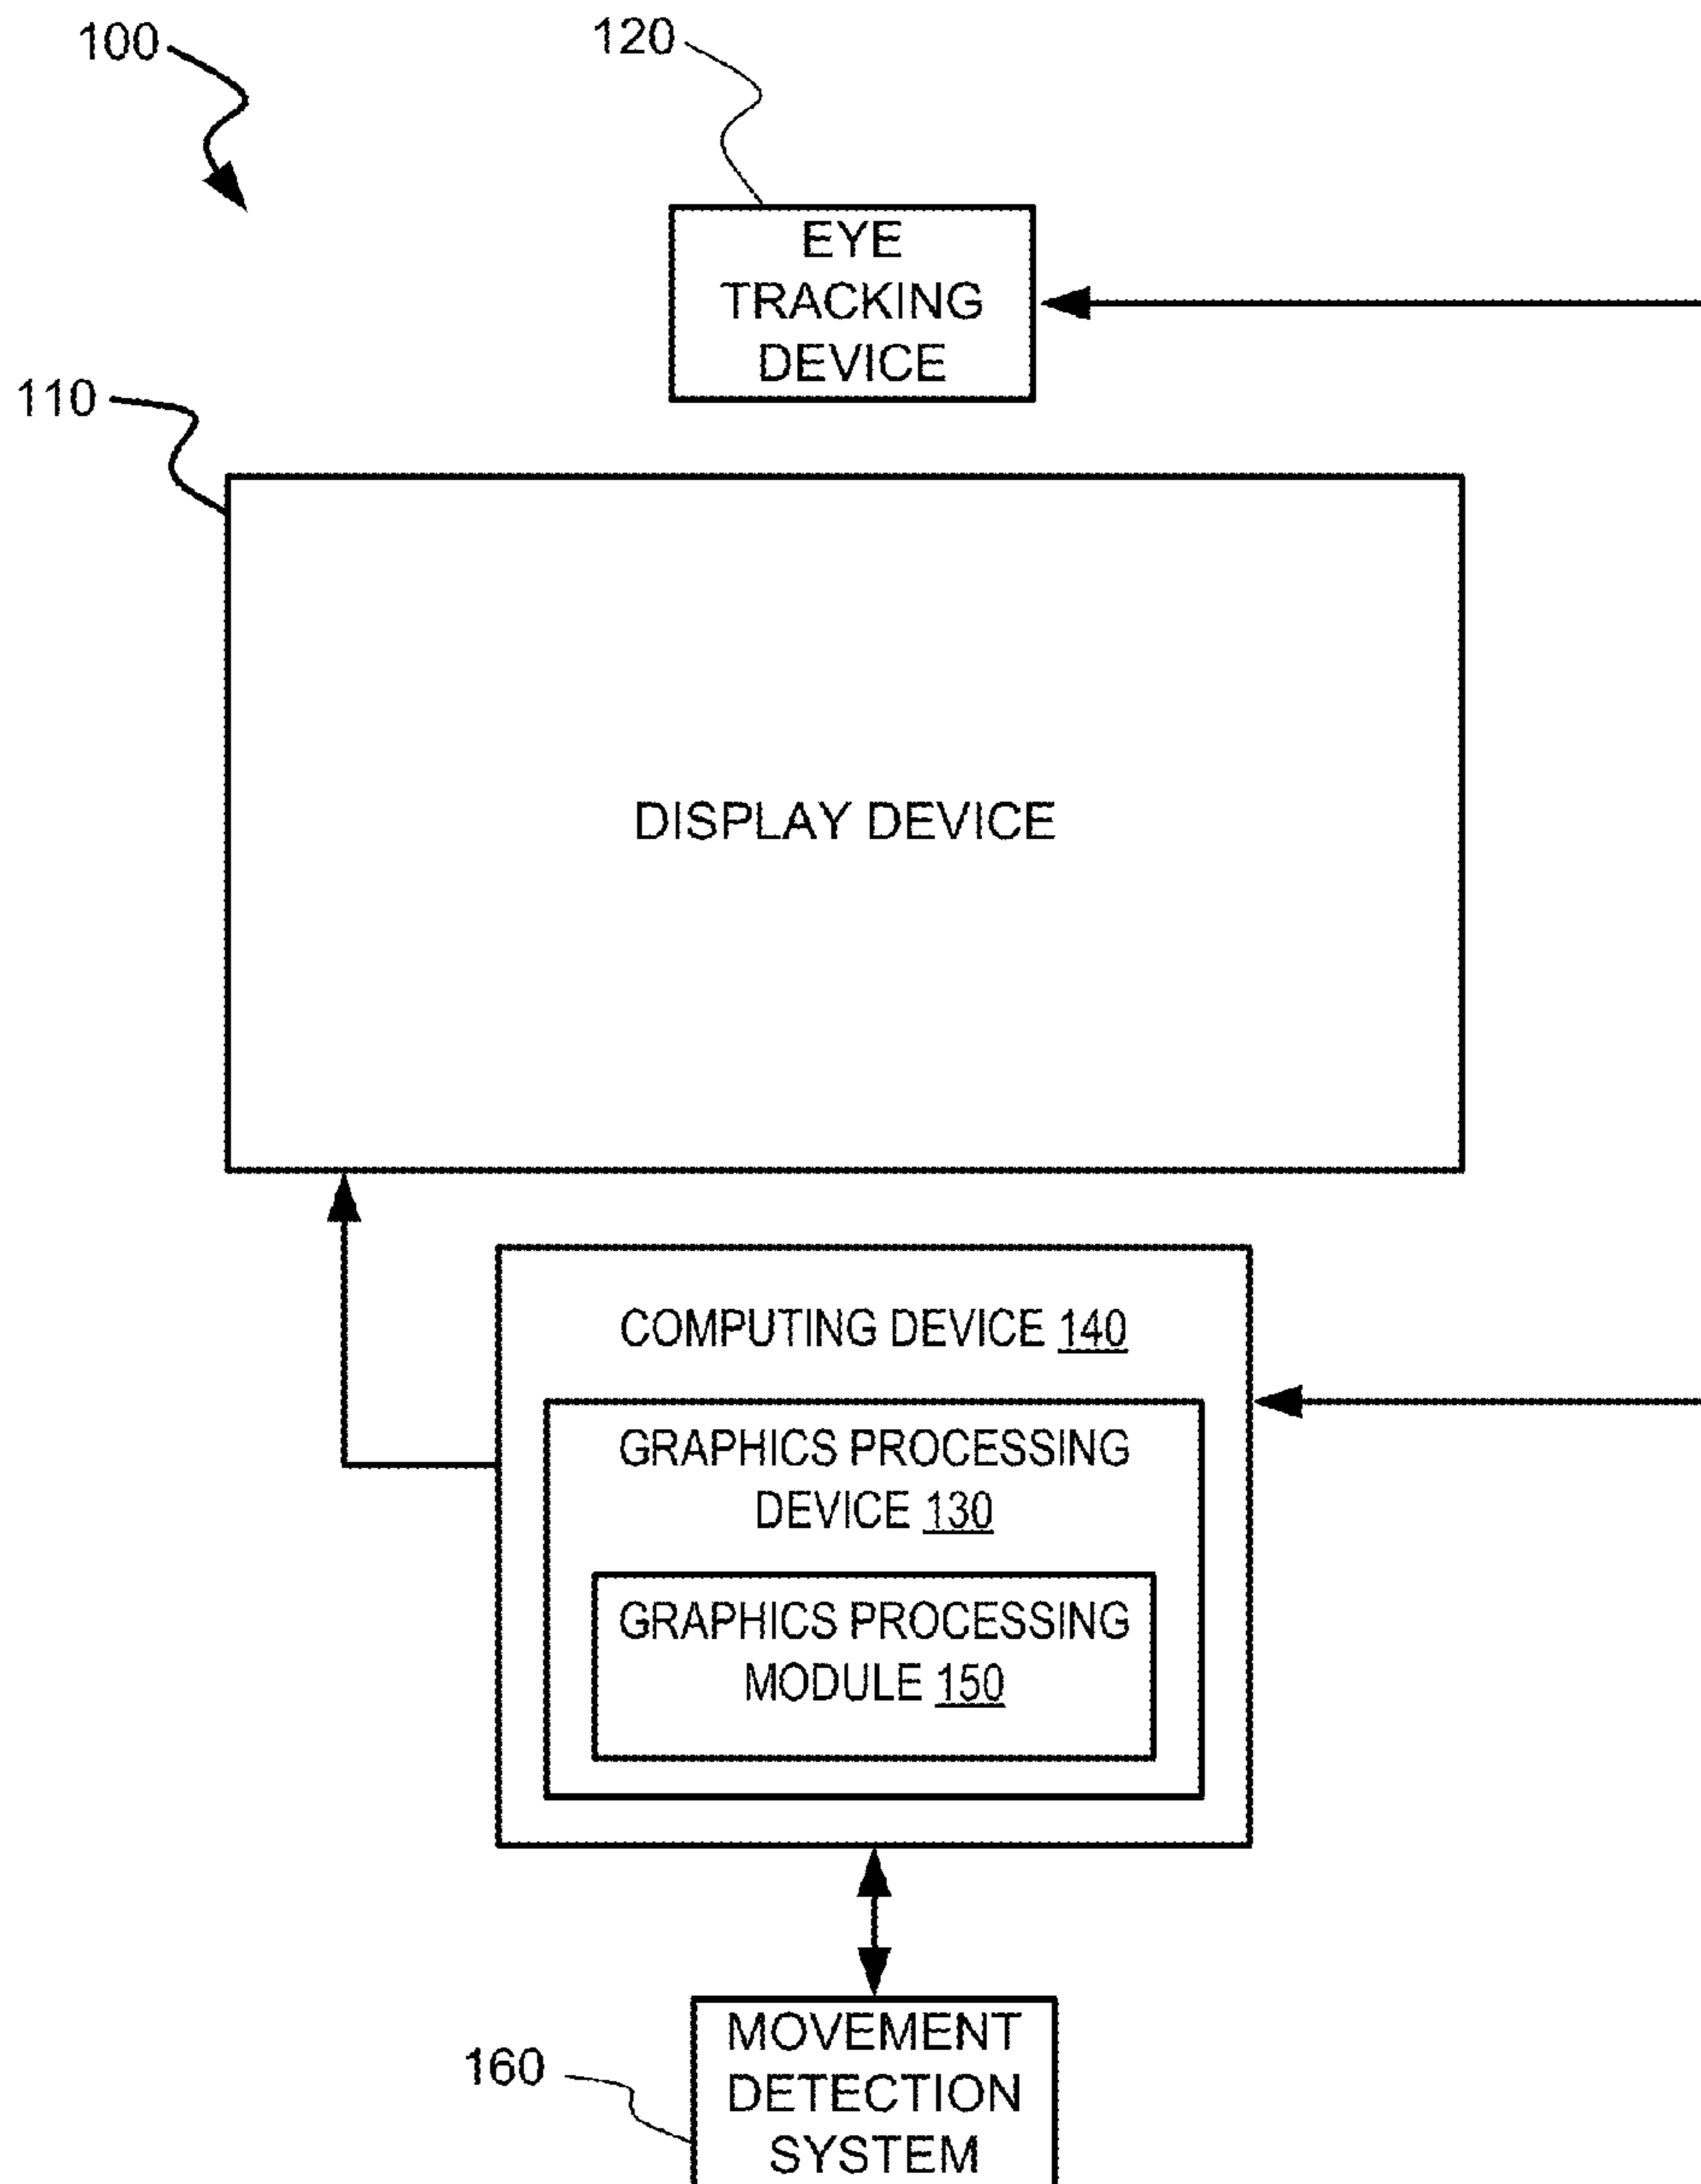 100
120
EYE
TRACKING
DEVICE
110
DISPLAY DEVICE
COMPUTING DEVICE 140
GRAPHICS PROCESSING
DEVICE 130
GRAPHICS PROCESSING
MODULE 150
MOVEMENT
DETECTION
SYSTEM
160